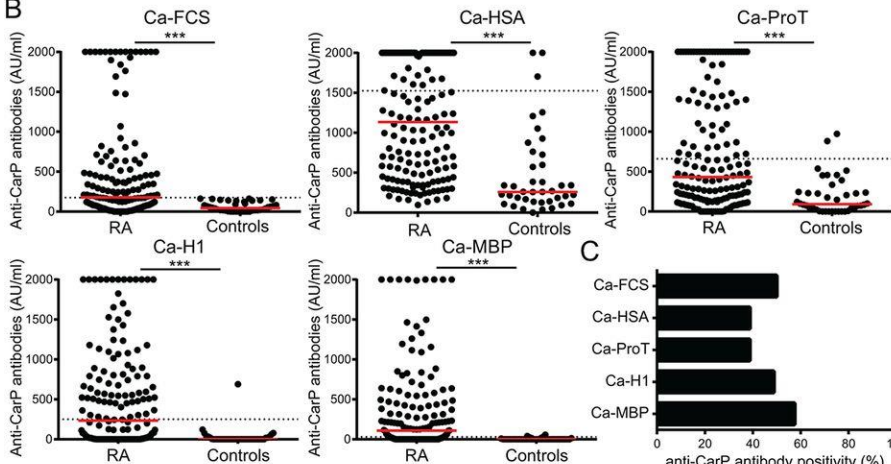 B
Ca-FCS
Anti-CarP antibodies (AU/ml)
2000
1500
1000
500
0
***
RA
Controls
Ca-HSA
Anti-CarP antibodies (AU/ml)
2000
1500
1000
500
0
***
RA
Controls
Ca-ProT
Anti-CarP antibodies (AU/ml)
2000
1500
1000
500
0
***
RA
Controls
Ca-H1
Anti-CarP antibodies (AU/ml)
2000
1500
1000
500
0
***
RA
Controls
Ca-MBP
Anti-CarP antibodies (AU/ml)
2000
1500
1000
500
0
***
RA
Controls
C
Ca-FCS
Ca-HSA
Ca-ProT
Ca-H1
Ca-MBP
0 20 40 60 80 1
anti-CarP antibody positivity (%)